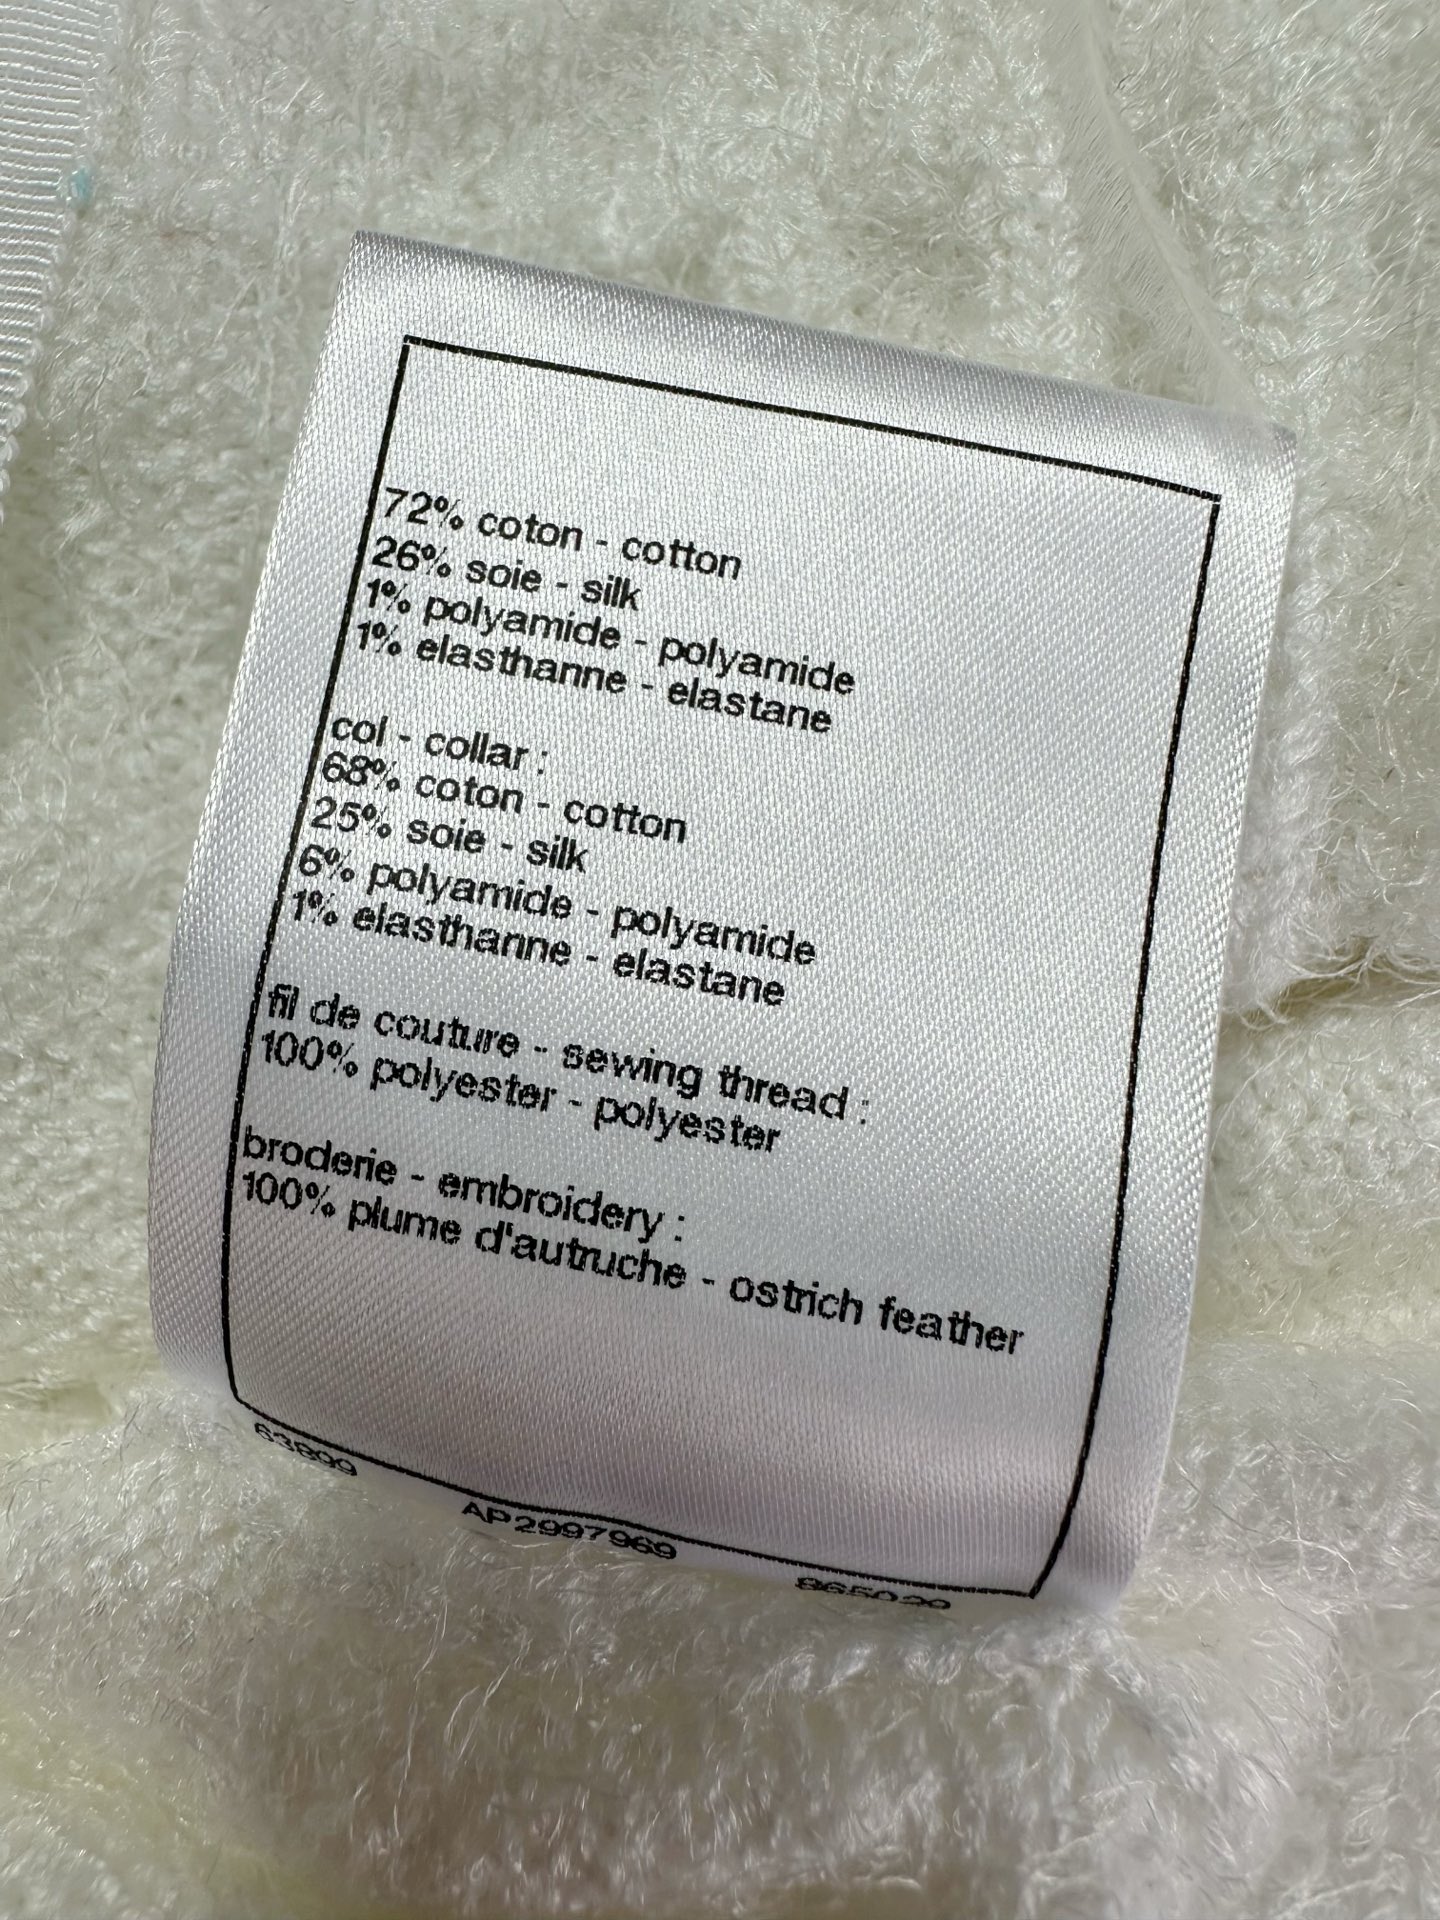 72% coton - cotton
26% soie - silk
1% polyamide - polyamide
1% elasthanne - elastane
col - collar :
68% coton - cotton
25% soie - silk
6% polyamide - polyamide
1% elasthanne - elastane
fil de couture - sewing thread :
100% polyester - polyester
broderie - embroidery :
100% plume d'autruche - ostrich feather
63899
AP2997969